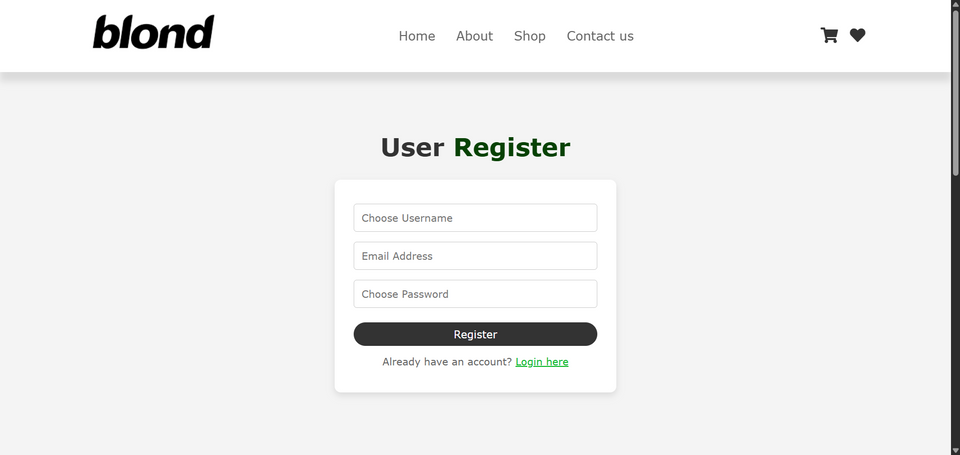 blond
Home About Shop Contact us
User Register
Choose Username
Email Address
Choose Password
Register
Already have an account? Login here